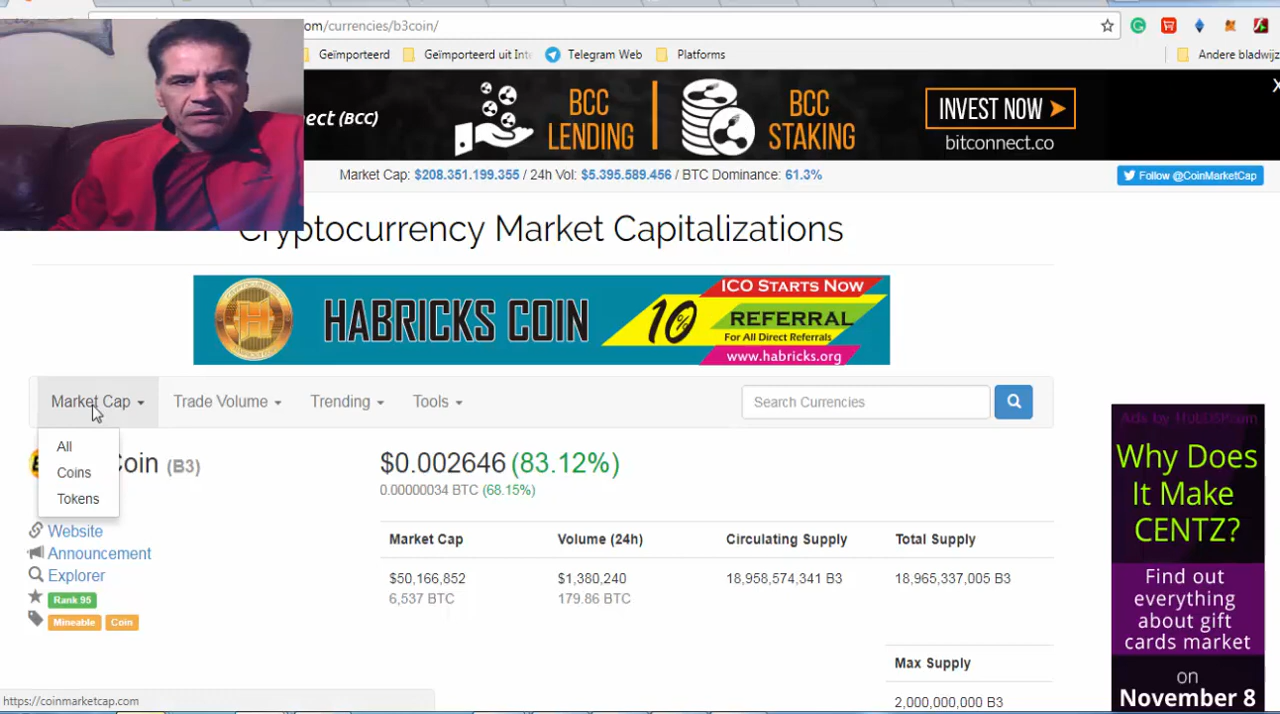 om/currencies/b3coin/
Geïmporteerd
Geïmporteerd uit Inte
Telegram Web
Platforms
Andere bladwijz
ect (BCC)
BCC LENDING
BCC STAKING
INVEST NOW
bitconnect.co
X
Market Cap: $208.351.199.355 / 24h Vol: $5.395.589.456 / BTC Dominance: 61.3%
Follow @CoinMarketCap
Cryptocurrency Market Capitalizations
H
HABRICKS COIN
ICO STARTS NOW
10%
REFERRAL
For All Direct Referrals
www.habricks.org
Market Cap
Trade Volume
Trending
Tools
Search Currencies
All
Coins
Tokens
Coin (B3)
$0.002646 (83.12%)
0.00000034 BTC (68.15%)
Website
Announcement
Explorer
Rank 95
Mineable
Coin
Market Cap
Volume (24h)
Circulating Supply
Total Supply
$50,166,852
$1,380,240
18,958,574,341 B3
18,965,337,005 B3
6,537 BTC
179.86 BTC
Max Supply
2,000,000,000 B3
Why Does
It Make
CENTZ?
Find out
everything
about gift
cards market
on
November 8
https://coinmarketcap.com